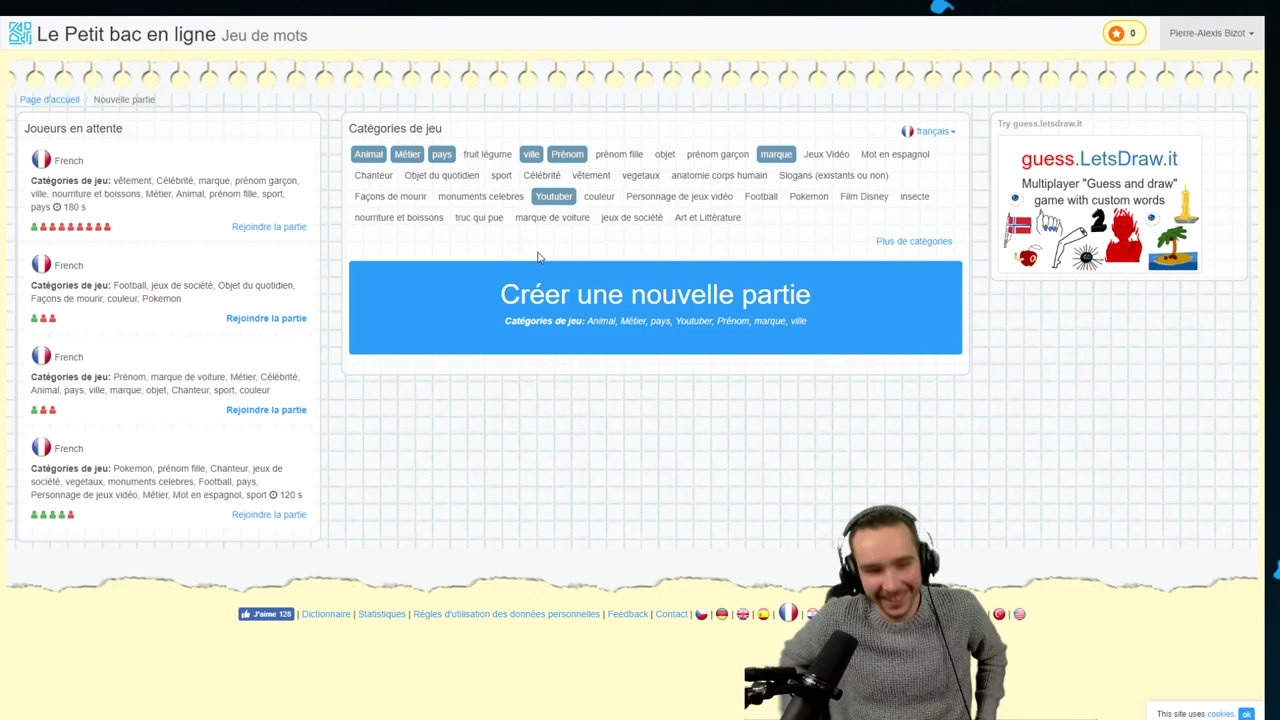 Le Petit bac en ligne Jeu de mots
0
Pierre-Alexis Bizot
Page d'accueil / Nouvelle partie
Joueurs en attente
French
Catégories de jeu: vêtement, Célébrité, marque, prénom garçon,
ville, nourriture et boissons, Métier, Animal, prénom fille, sport,
pays 180 s
Rejoindre la partie
French
Catégories de jeu: Football, jeux de société, Objet du quotidien,
Façons de mourir, couleur, Pokemon
Rejoindre la partie
French
Catégories de jeu: Prénom, marque de voiture, Métier, Célébrité,
Animal, pays, ville, marque, objet, Chanteur, sport, couleur
Rejoindre la partie
French
Catégories de jeu: Pokemon, prénom fille, Chanteur, jeux de
société, vegetaux, monuments celebres, Football, pays,
Personnage de jeux vidéo, Métier, Mot en espagnol, sport 120 s
Rejoindre la partie
Catégories de jeu
français
Animal Métier pays fruit légume ville Prénom prénom fille objet prénom garçon marque Jeux Vidéo Mot en espagnol
Chanteur Objet du quotidien sport Célébrité vêtement vegetaux anatomie corps humain Slogans (existants ou non)
Façons de mourir monuments celebres Youtuber couleur Personnage de jeux vidéo Football Pokemon Film Disney insecte
nourriture et boissons truc qui pue marque de voiture jeux de société Art et Littérature
Plus de catégories
Créer une nouvelle partie
Catégories de jeu: Animal, Métier, pays, Youtuber, Prénom, marque, ville
Try guess.letsdraw.it
guess.LetsDraw.it
Multiplayer "Guess and draw"
game with custom words
J'aime 128 | Dictionnaire | Statistiques | Règles d'utilisation des données personnelles | Feedback | Contact |
This site uses cookies. ok